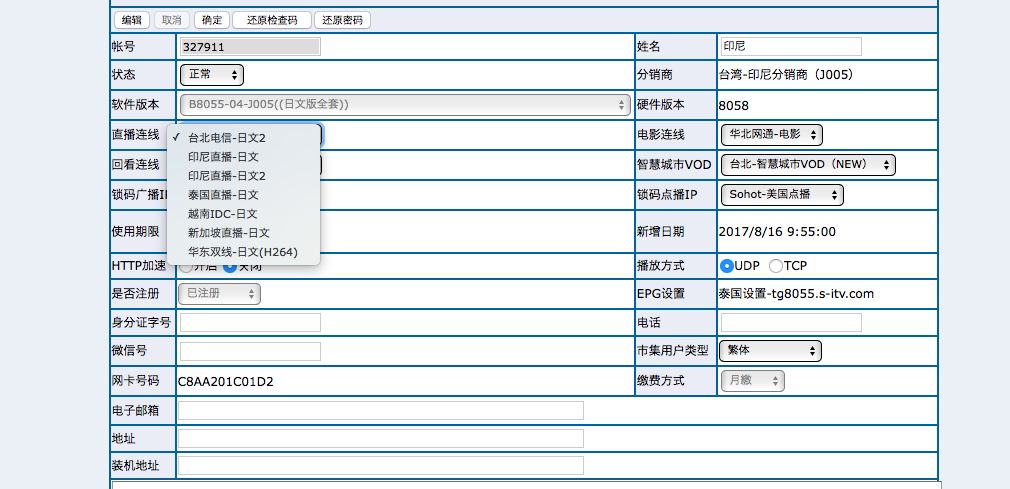 编辑 取消 确定 还原检查码 还原密码
帐号 327911 姓名 印尼
状态 正常 分销商 台湾-印尼分销商（J005）
软件版本 B8055-04-J005((日文版全套)) 硬件版本 8058
直播连线 ✓ 台北电信-日文2 电影连线 华北网通-电影
印尼直播-日文
回看连线 印尼直播-日文2 智慧城市VOD 台北-智慧城市VOD（NEW）
锁码广播I 泰国直播-日文 锁码点播IP Sohot-美国点播
越南IDC-日文
使用期限 新加坡直播-日文 新增日期 2017/8/16 9:55:00
华东双线-日文(H264)
HTTP加速 开启 关闭 播放方式 UDP TCP
是否注册 已注册 EPG设置 泰国设置-tg8055.s-itv.com
身分证字号 电话
微信号 市集用户类型 繁体
网卡号码 C8AA201C01D2 缴费方式 月缴
电子邮箱
地址
装机地址